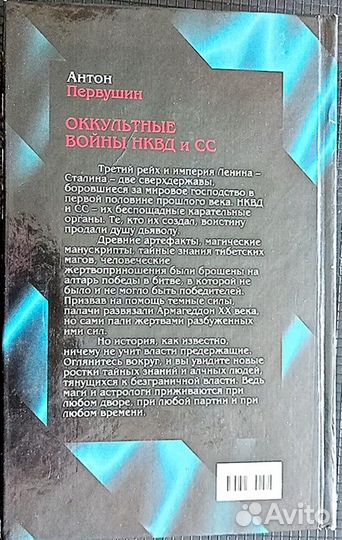 Антон
Первушин
ОККУЛЬТНЫЕ
ВОЙНЫ НКВД и СС
Третий рейх и империя Ленина –
Сталина – две сверхдержавы,
боровшиеся за мировое господство в
первой половине прошлого века. НКВД
и СС – их беспощадные карательные
органы. Те, кто их создал, воистину
продали душу дьяволу.
Древние артефакты, магические
манускрипты, тайные знания тибетских
магов, человеческие
жертвоприношения были брошены на
алтарь победы в битве, в которой не
было и не могло быть победителей.
Призвав на помощь темные силы,
палачи развязали Армагеддон XX века,
но сами пали жертвами разбуженных
ими сил.
Но история, как известно,
ничему не учит власти предержащие.
Оглянитесь вокруг, и вы увидите новые
ростки тайных знаний и алчных людей,
тянущихся к безграничной власти. Ведь
маги и астрологи приживаются при
любом дворе, при любой партии и при
любом времени.
Avito